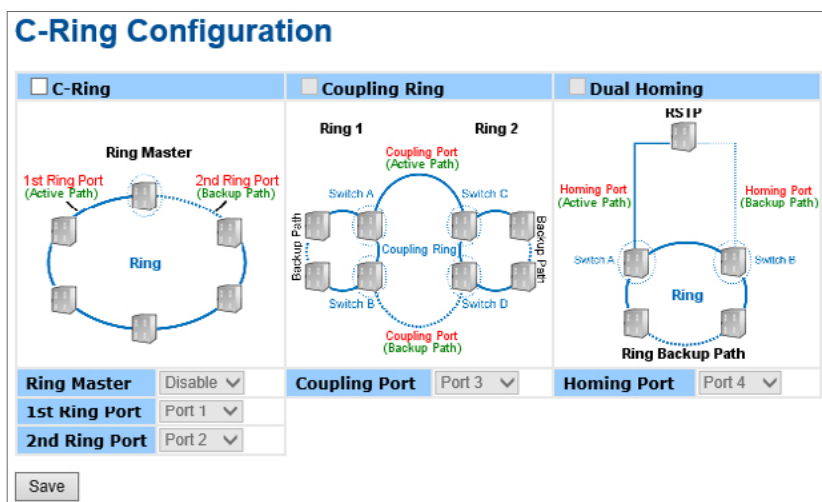 C-Ring Configuration
C-Ring
Coupling Ring
Dual Homing
Ring Master
1st Ring Port
(Active Path)
2nd Ring Port
(Backup Path)
Ring
Ring 1
Ring 2
Coupling Port
(Active Path)
Switch A
Switch C
Backup Path
Coupling Ring
Backup Path
Switch B
Switch D
Coupling Port
(Backup Path)
RSTP
Homing Port
(Active Path)
Homing Port
(Backup Path)
Switch A
Switch B
Ring
Ring Backup Path
Ring Master Disable
Coupling Port Port 3
Homing Port Port 4
1st Ring Port Port 1
2nd Ring Port Port 2
Save